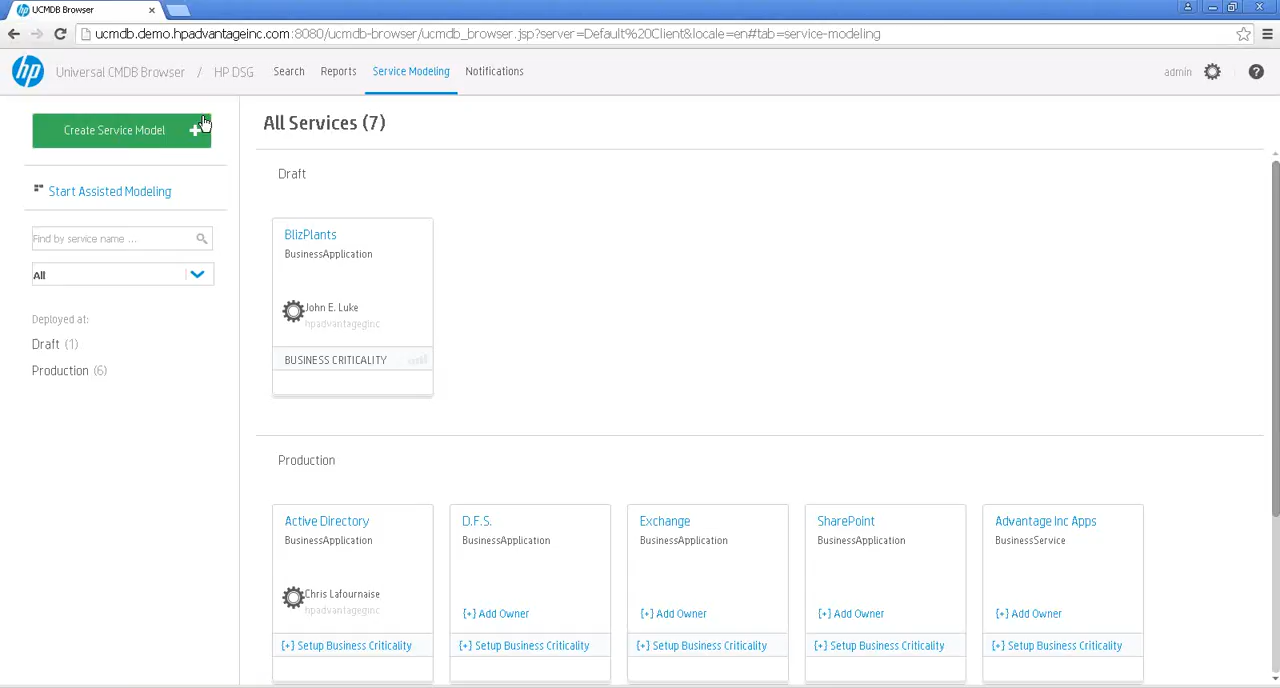 UCMDB Browser
ucmdb.demo.hpadvantageinc.com:8080/ucmdb-browser/ucmdb_browser.jsp?server=Default%20Client&locale=en#tab=service-modeling
hp Universal CMDB Browser / HP DSG Search Reports Service Modeling Notifications admin
Create Service Model
Start Assisted Modeling
Find by service name ...
All
Deployed at:
Draft (1)
Production (6)
All Services (7)
Draft
BlizPlants
BusinessApplication
John E. Luke
hpadvantageginc
BUSINESS CRITICALITY
Production
Active Directory
BusinessApplication
Chris Lafournaise
hpadvantageginc
[+] Setup Business Criticality
D.F.S.
BusinessApplication
[+] Add Owner
[+] Setup Business Criticality
Exchange
BusinessApplication
[+] Add Owner
[+] Setup Business Criticality
SharePoint
BusinessApplication
[+] Add Owner
[+] Setup Business Criticality
Advantage Inc Apps
BusinessService
[+] Add Owner
[+] Setup Business Criticality